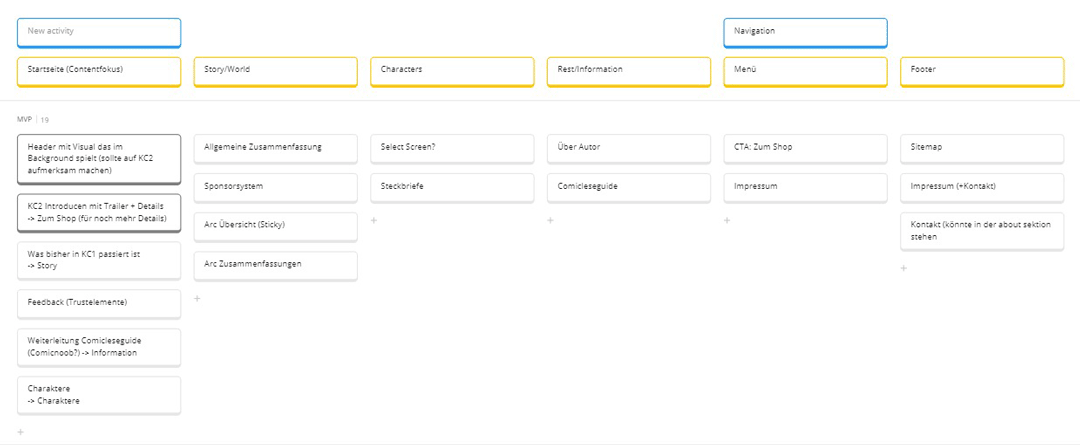 New activity
Navigation
Startseite (Contentfokus)
Story/World
Characters
Rest/Information
Menü
Footer
MVP 19
Header mit Visual das im
Background spielt (sollte auf KC2
aufmerksam machen)
KC2 Introducen mit Trailer + Details
-> Zum Shop (für noch mehr Details)
Was bisher in KC1 passiert ist
-> Story
Feedback (Trustelemente)
Weiterleitung Comicleseguide
(Comicnoob?) -> Information
Charaktere
-> Charaktere
+
Allgemeine Zusammenfassung
Sponsorsystem
Arc Übersicht (Sticky)
Arc Zusammenfassungen
+
Select Screen?
Steckbriefe
+
Über Autor
Comicleseguide
+
CTA: Zum Shop
Impressum
+
Sitemap
Impressum (+Kontakt)
Kontakt (könnte in der about sektion
stehen
+